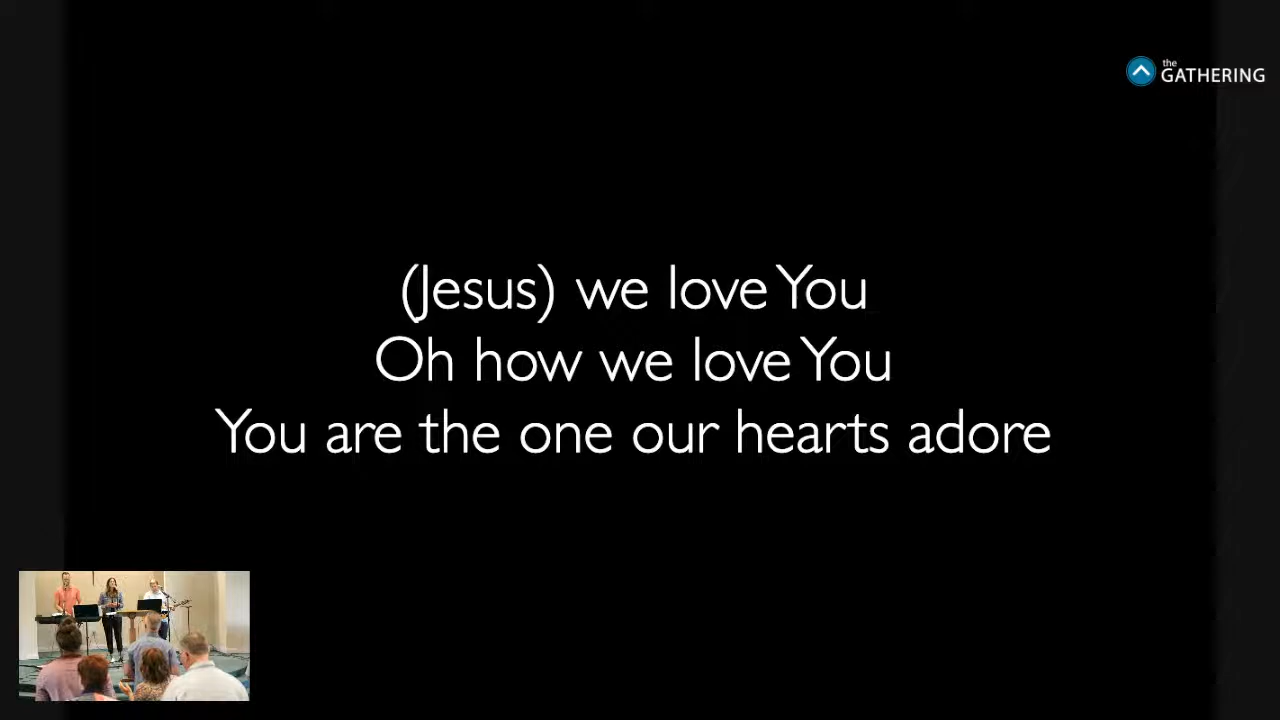 the
GATHERING
(Jesus) we love You
Oh how we love You
You are the one our hearts adore